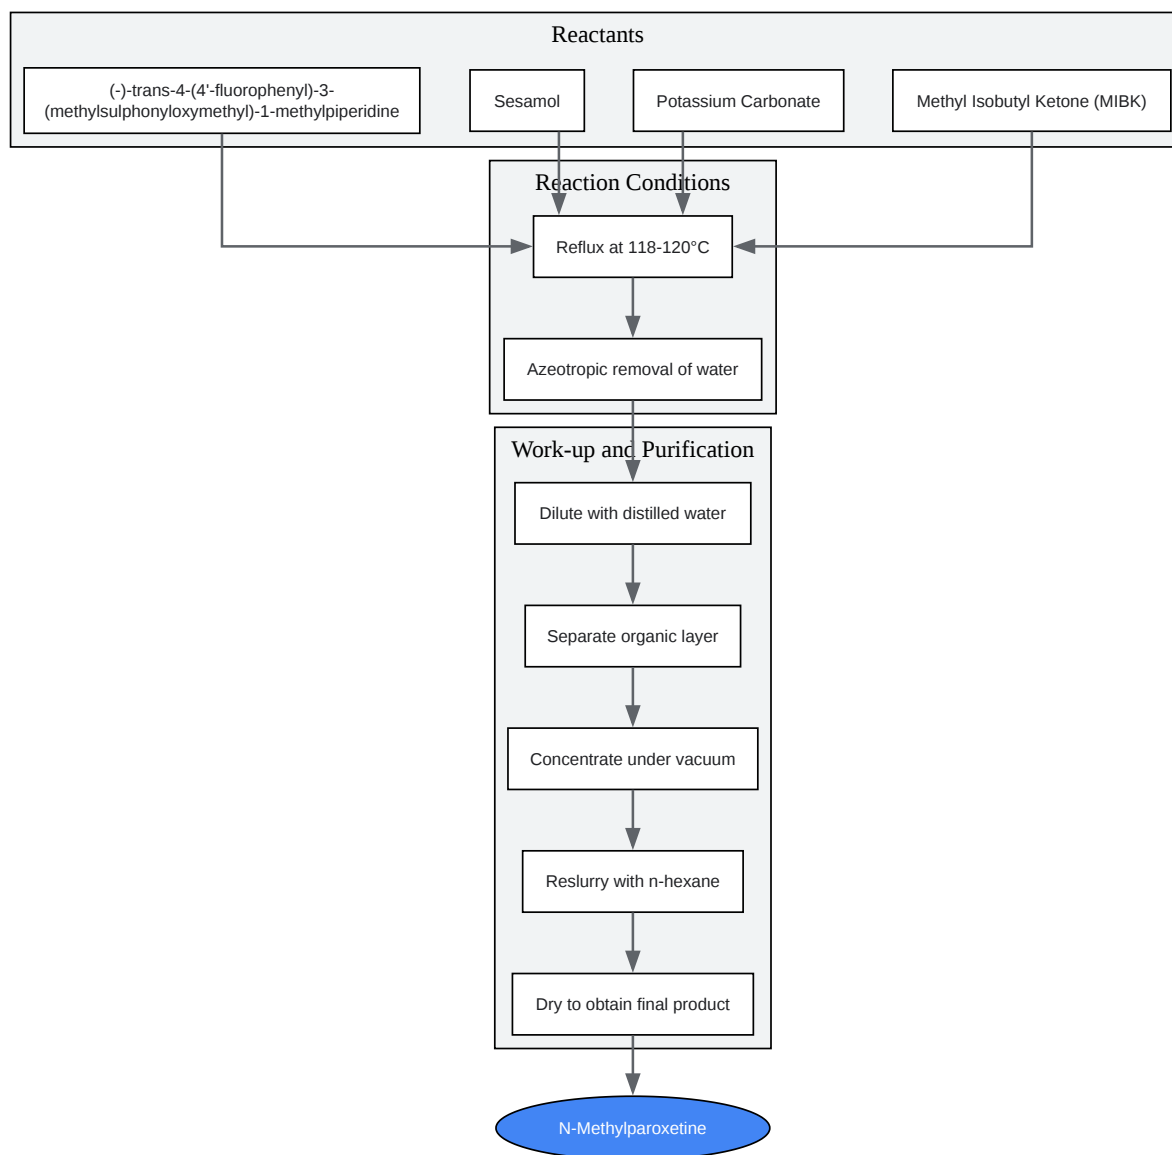 Reactants
(-)-trans-4-(4'-fluorophenyl)-3-
(methylsulphonyloxymethyl)-1-methylpiperidine
Sesamol
Potassium Carbonate
Methyl Isobutyl Ketone (MIBK)
Reaction Conditions
Reflux at 118-120°C
Azeotropic removal of water
Work-up and Purification
Dilute with distilled water
Separate organic layer
Concentrate under vacuum
Reslurry with n-hexane
Dry to obtain final product
N-Methylparoxetine